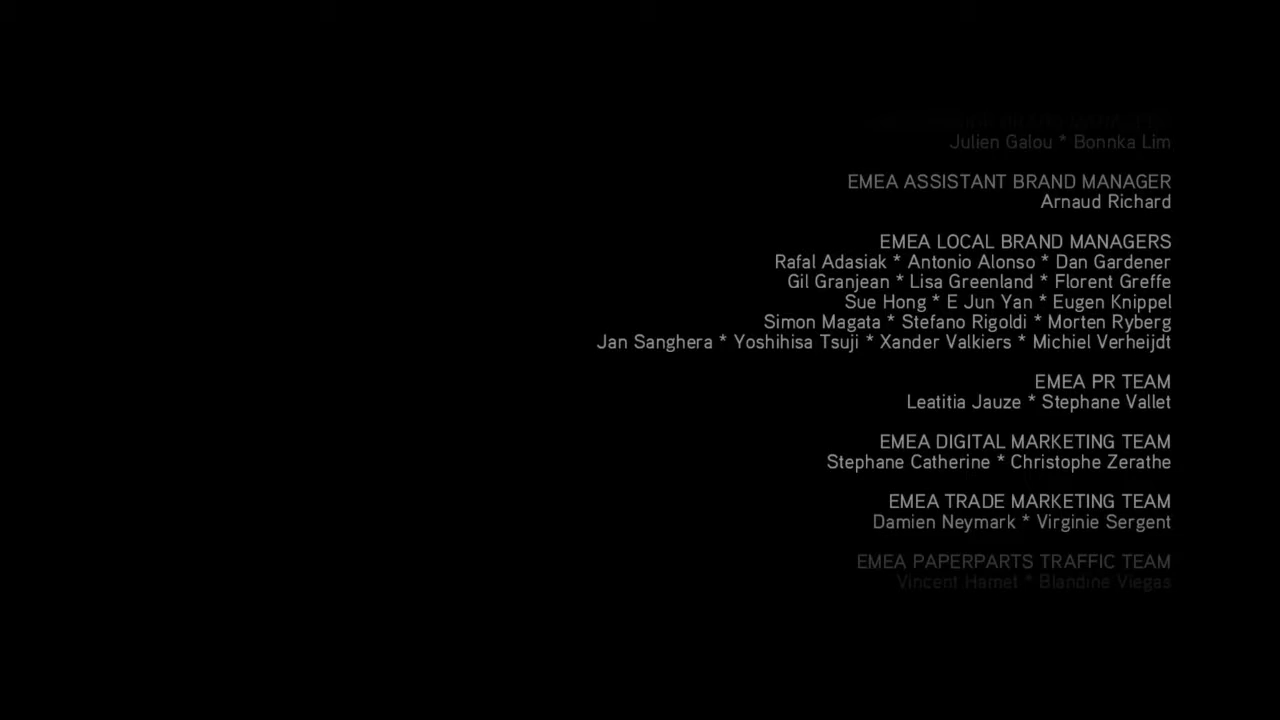 Julien Galou * Bonnka Lim
EMEA ASSISTANT BRAND MANAGER
Arnaud Richard
EMEA LOCAL BRAND MANAGERS
Rafal Adasiak * Antonio Alonso * Dan Gardener
Gil Granjean * Lisa Greenland * Florent Greffe
Sue Hong * E Jun Yan * Eugen Knippel
Simon Magata * Stefano Rigoldi * Morten Ryberg
Jan Sanghera * Yoshihisa Tsuji * Xander Valkiers * Michiel Verheijdt
EMEA PR TEAM
Leatitia Jauze * Stephane Vallet
EMEA DIGITAL MARKETING TEAM
Stephane Catherine * Christophe Zerathe
EMEA TRADE MARKETING TEAM
Damien Neymark * Virginie Sergent
EMEA PAPERPARTS TRAFFIC TEAM
Vincent Hamet * Blandine Viegas